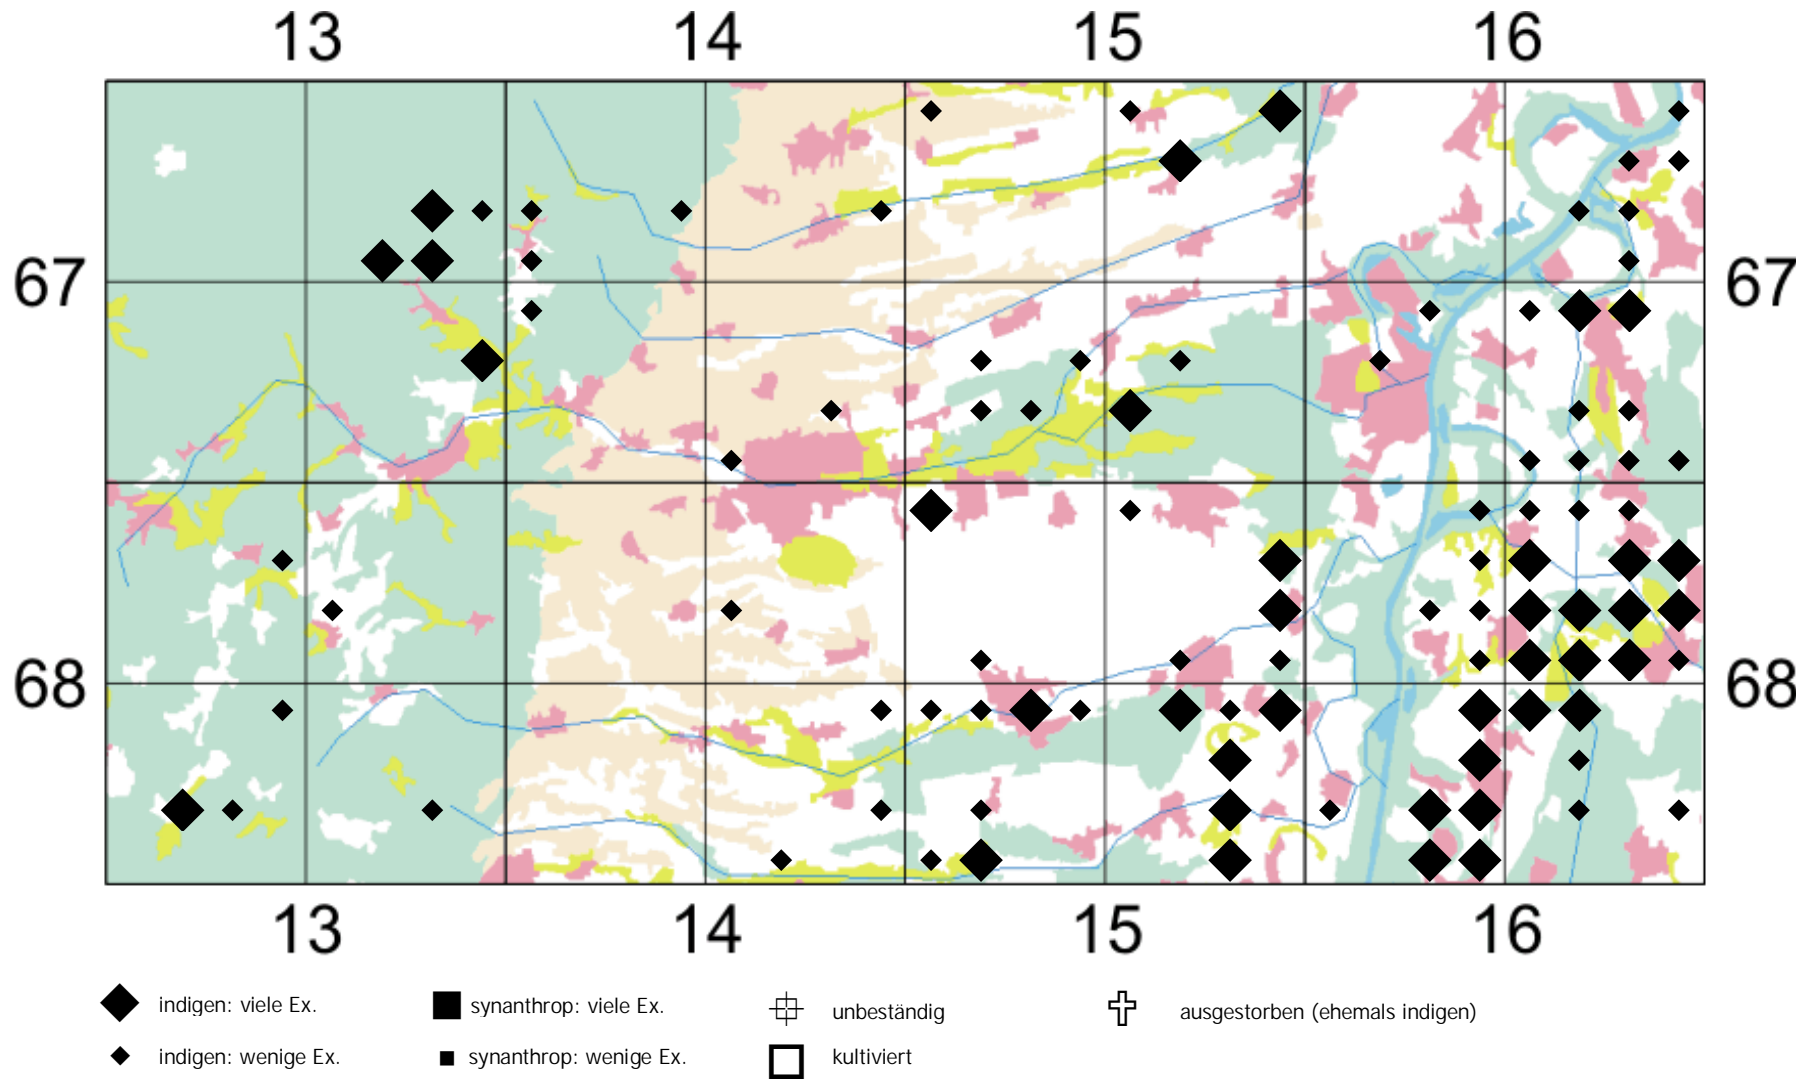 13 14 15 16
67 67
68 68
13 14 15 16
indigen: viele Ex. synanthrop: viele Ex. unbeständig ausgestorben (ehemals indigen)
indigen: wenige Ex. synanthrop: wenige Ex. kultiviert